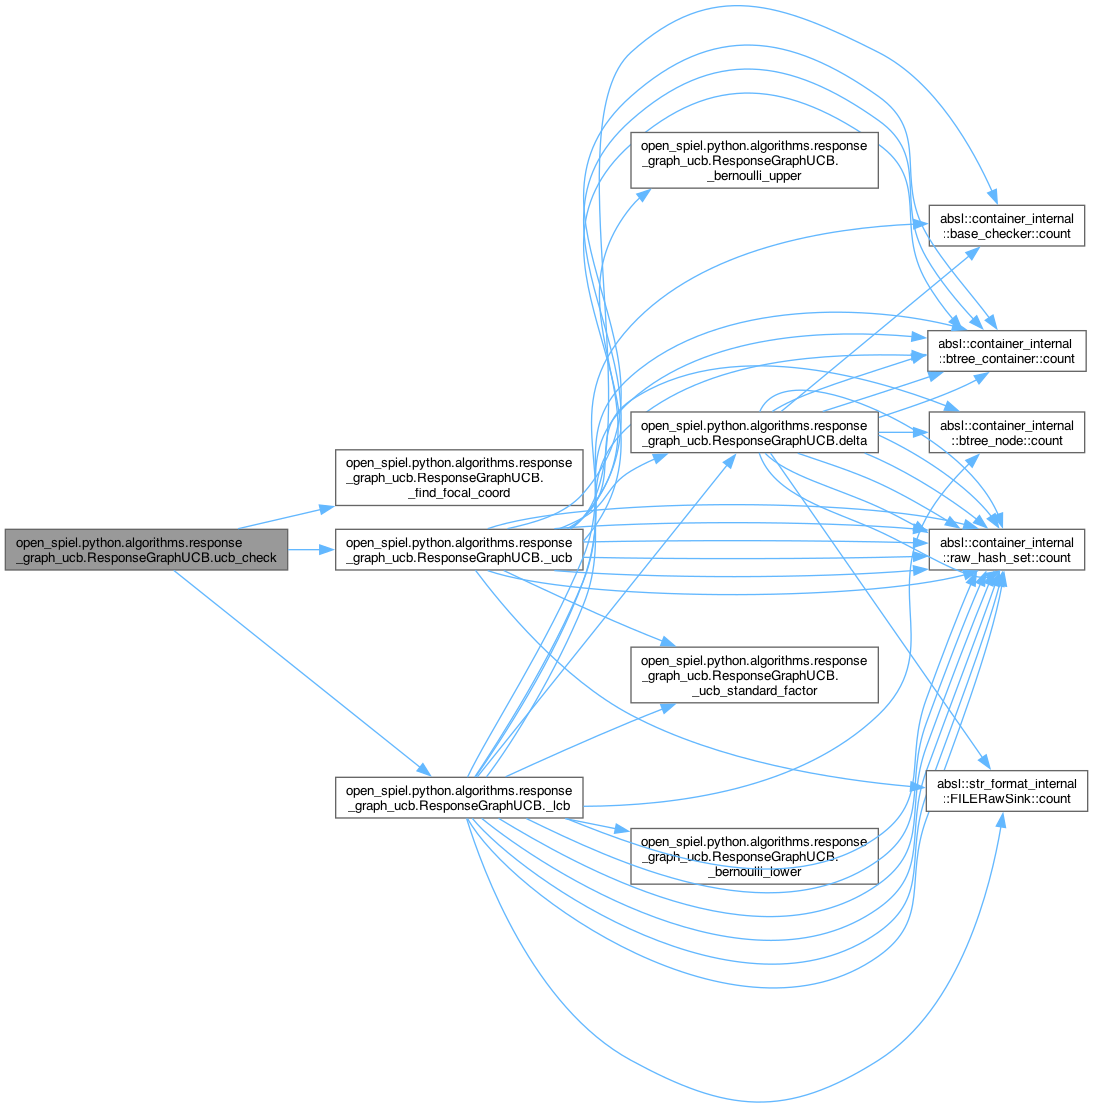 open_spiel.python.algorithms.response
_graph_ucb.ResponseGraphUCB.ucb_check
open_spiel.python.algorithms.response
_graph_ucb.ResponseGraphUCB.
_find_focal_coord
open_spiel.python.algorithms.response
_graph_ucb.ResponseGraphUCB._ucb
open_spiel.python.algorithms.response
_graph_ucb.ResponseGraphUCB._lcb
open_spiel.python.algorithms.response
_graph_ucb.ResponseGraphUCB.
_bernoulli_upper
open_spiel.python.algorithms.response
_graph_ucb.ResponseGraphUCB.delta
open_spiel.python.algorithms.response
_graph_ucb.ResponseGraphUCB.
_ucb_standard_factor
open_spiel.python.algorithms.response
_graph_ucb.ResponseGraphUCB.
_bernoulli_lower
absl::container_internal
::base_checker::count
absl::container_internal
::btree_container::count
absl::container_internal
::btree_node::count
absl::container_internal
::raw_hash_set::count
absl::str_format_internal
::FILERawSink::count